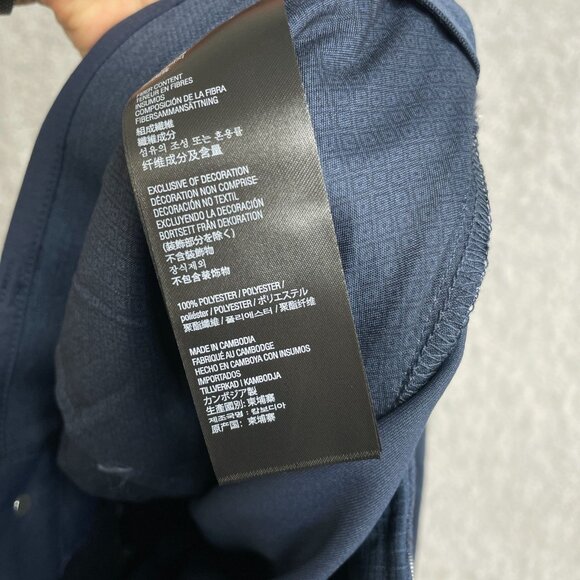 FIBER CONTENT
TENEUR EN FIBRES
INSUMOS
COMPOSICIÓN DE LA FIBRA
FIBERSAMMANSÄTTNING
組成繊維
纖維成分
섬유의 조성 또는 혼용률
纤维成分及含量
EXCLUSIVE OF DECORATION
DÉCORATION NON COMPRISE
DECORACIÓN NO TEXTIL
EXCLUYENDO LA DECORACIÓN
BORTSETT FRÅN DEKORATION
(装飾部分を除く)
不含裝飾物
장식제외
不包含装饰物
100% POLYESTER / POLYESTER /
poliéster / POLYESTER / ポリエステル
聚酯纖維 / 폴리에스터 / 聚酯纤维
MADE IN CAMBODIA
FABRIQUÉ AU CAMBODGE
HECHO EN CAMBOYA CON INSUMOS
IMPORTADOS
TILLVERKAD I KAMBODJA
カンボジア製
生產國別: 柬埔寨
제조국명 : 캄보디아
原产国: 柬埔寨